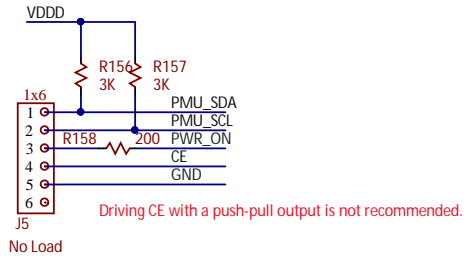 VDDD
R156
3K
R157
3K
1x6
1
PMU_SDA
2
PMU_SCL
3
R158
200
PWR_ON
4
CE
5
GND
6
Driving CE with a push-pull output is not recommended.
J5
No Load